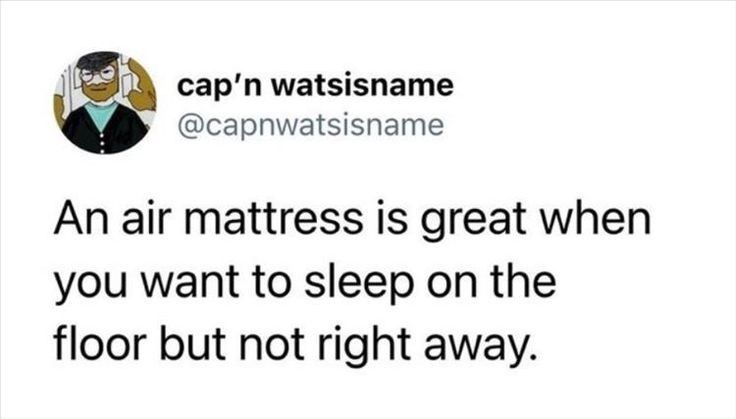 cap'n watsisname
@capnwatsisname
An air mattress is great when
you want to sleep on the
floor but not right away.